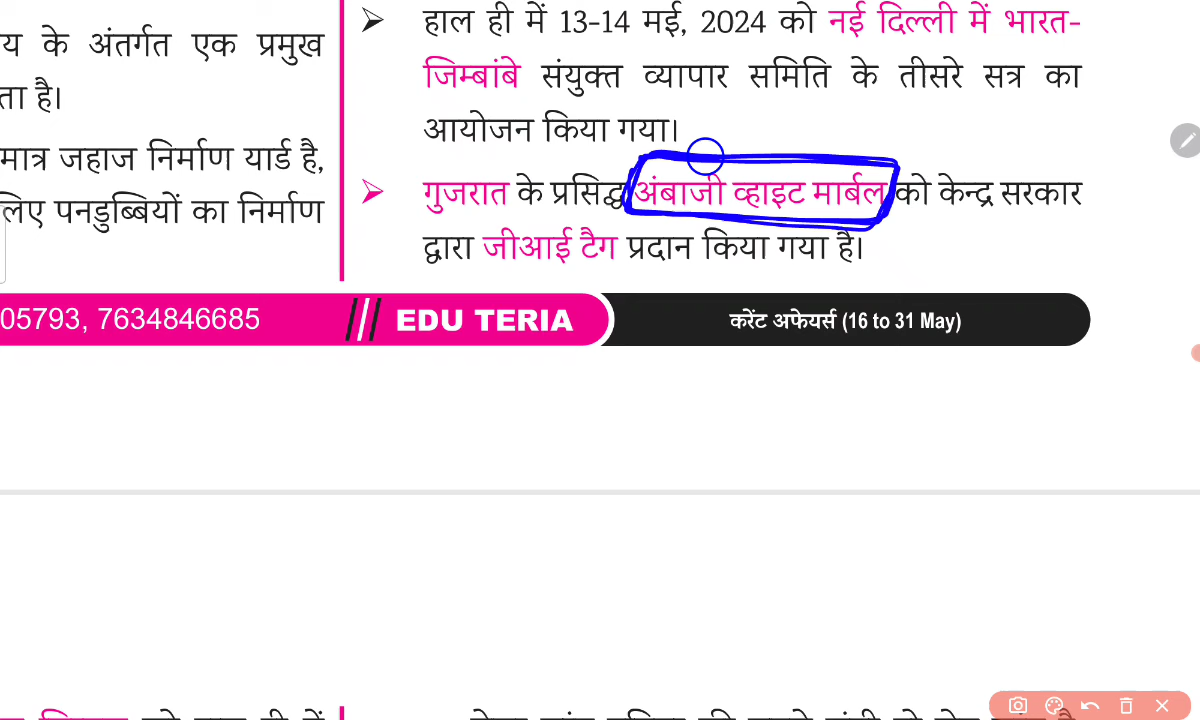 य के अंतर्गत एक प्रमुख
ता है।
मात्र जहाज निर्माण यार्ड है,
लिए पनडुब्बियों का निर्माण
➢ हाल ही में 13-14 मई, 2024 को नई दिल्ली में भारत-
जिम्बांबे संयुक्त व्यापार समिति के तीसरे सत्र का
आयोजन किया गया।
➢ गुजरात के प्रसिद्ध अंबाजी व्हाइट मार्बल को केन्द्र सरकार
द्वारा जीआई टैग प्रदान किया गया है।
05793, 7634846685
EDU TERIA
करेंट अफेयर्स (16 to 31 May)